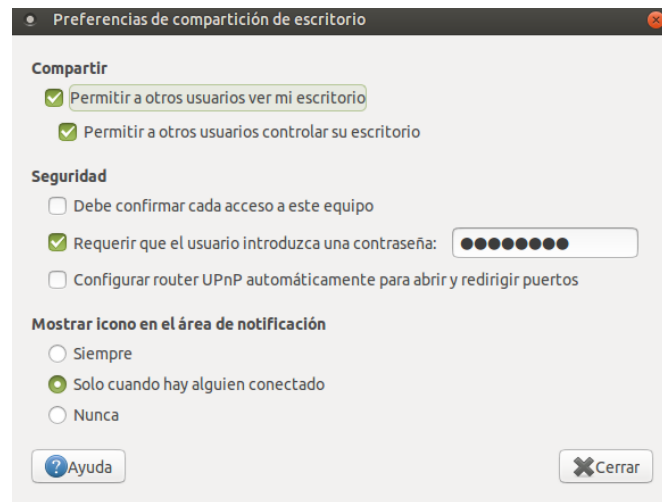 Preferencias de compartición de escritorio
Compartir
Permitir a otros usuarios ver mi escritorio
Permitir a otros usuarios controlar su escritorio
Seguridad
Debe confirmar cada acceso a este equipo
Requerir que el usuario introduzca una contraseña: ●●●●●●●●
Configurar router UPnP automáticamente para abrir y redirigir puertos
Mostrar icono en el área de notificación
Siempre
Solo cuando hay alguien conectado
Nunca
Ayuda Cerrar